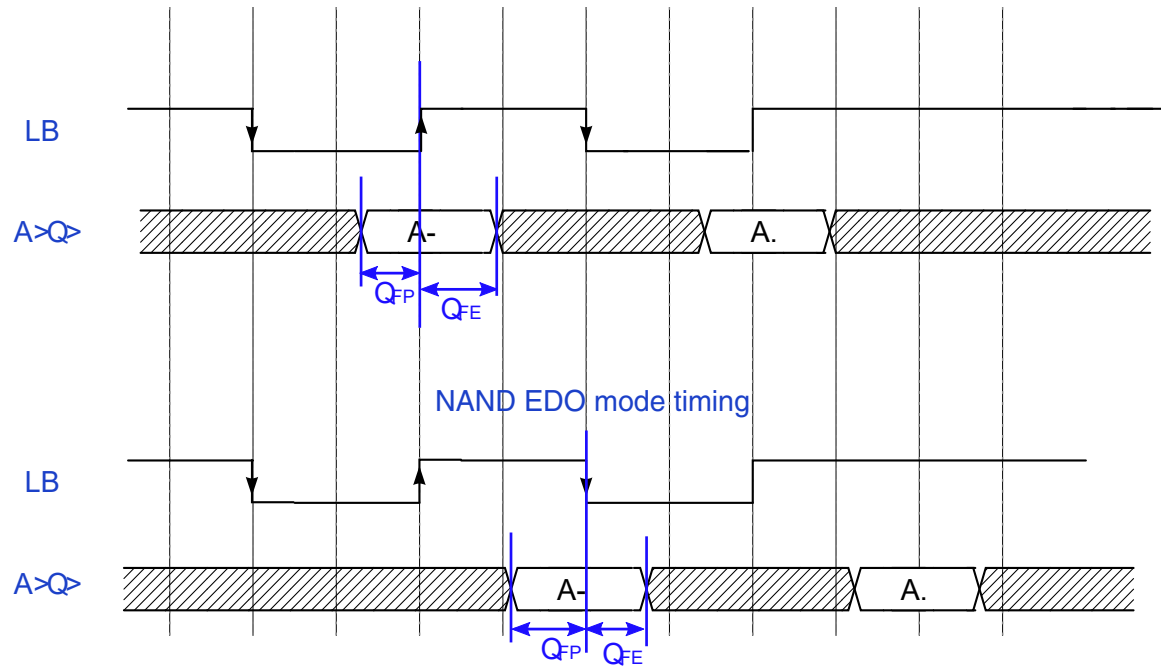 LB
A>Q>
A-
A.
QFP
QFE
NAND EDO mode timing
LB
A>Q>
A-
A.
QFP
QFE